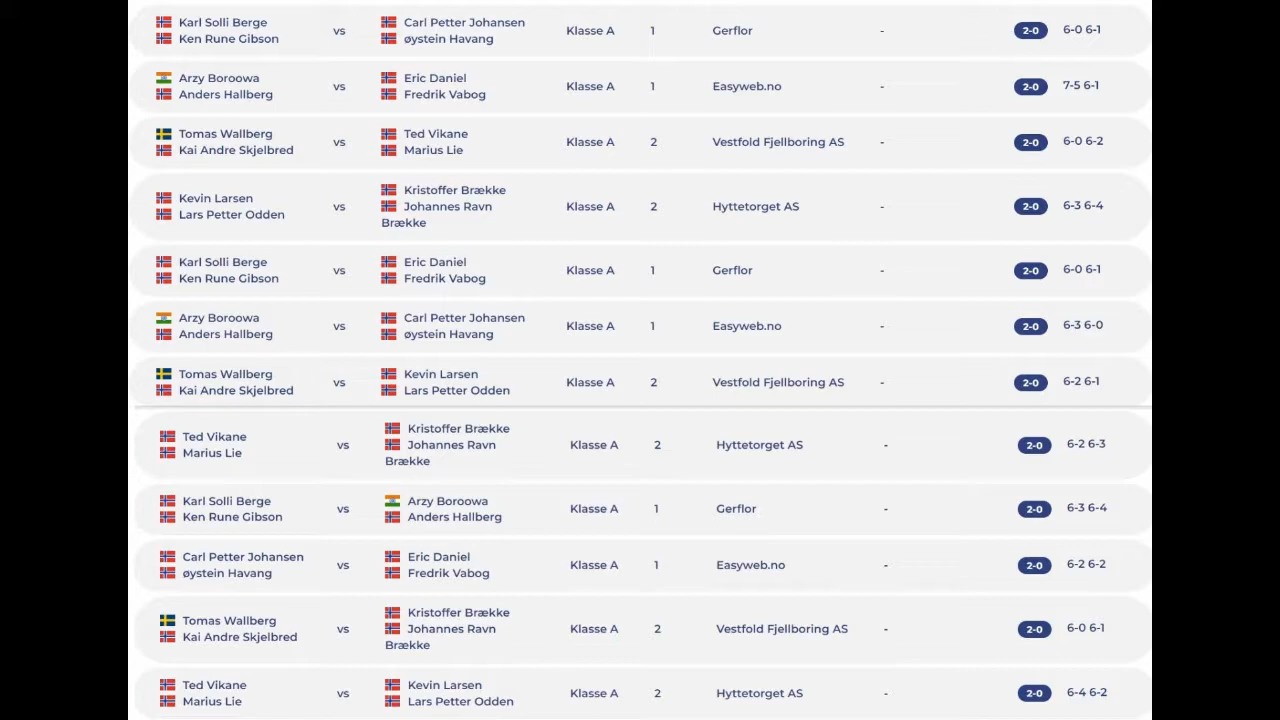 Karl Solli Berge vs Carl Petter Johansen Klasse A 1 Gerflor - 2-0 6-0 6-1
Ken Rune Gibson øystein Havang
Arzy Boroowa vs Eric Daniel Klasse A 1 Easyweb.no - 2-0 7-5 6-1
Anders Hallberg Fredrik Vabog
Tomas Wallberg vs Ted Vikane Klasse A 2 Vestfold Fjellboring AS - 2-0 6-0 6-2
Kai Andre Skjelbred Marius Lie
Kevin Larsen vs Kristoffer Brække Klasse A 2 Hyttetorget AS - 2-0 6-3 6-4
Lars Petter Odden Johannes Ravn
Brække
Karl Solli Berge vs Eric Daniel Klasse A 1 Gerflor - 2-0 6-0 6-1
Ken Rune Gibson Fredrik Vabog
Arzy Boroowa vs Carl Petter Johansen Klasse A 1 Easyweb.no - 2-0 6-3 6-0
Anders Hallberg øystein Havang
Tomas Wallberg vs Kevin Larsen Klasse A 2 Vestfold Fjellboring AS - 2-0 6-2 6-1
Kai Andre Skjelbred Lars Petter Odden
Ted Vikane vs Kristoffer Brække Klasse A 2 Hyttetorget AS - 2-0 6-2 6-3
Marius Lie Johannes Ravn
Brække
Karl Solli Berge vs Arzy Boroowa Klasse A 1 Gerflor - 2-0 6-3 6-4
Ken Rune Gibson Anders Hallberg
Carl Petter Johansen vs Eric Daniel Klasse A 1 Easyweb.no - 2-0 6-2 6-2
øystein Havang Fredrik Vabog
Tomas Wallberg vs Kristoffer Brække Klasse A 2 Vestfold Fjellboring AS - 2-0 6-0 6-1
Kai Andre Skjelbred Johannes Ravn
Brække
Ted Vikane vs Kevin Larsen Klasse A 2 Hyttetorget AS - 2-0 6-4 6-2
Marius Lie Lars Petter Odden